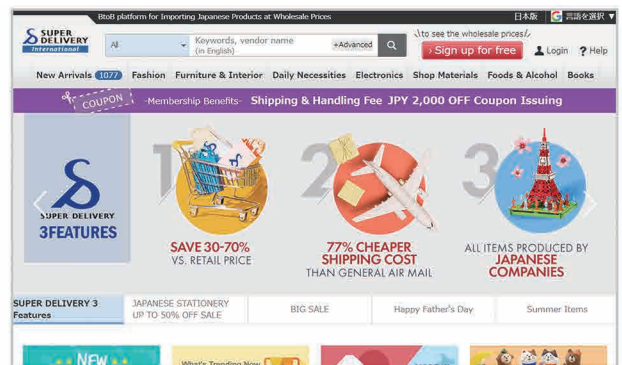 BtoB platform for Importing Japanese Products at Wholesale Prices
日本版 G 言語を選択 ▼
SUPER DELIVERY International
All
Keywords, vendor name (in English)
+Advanced
to see the wholesale prices!
› Sign up for free
Login
? Help
New Arrivals 1077 Fashion Furniture & Interior Daily Necessities Electronics Shop Materials Foods & Alcohol Books
COUPON -Membership Benefits- Shipping & Handling Fee JPY 2,000 OFF Coupon Issuing
SUPER DELIVERY
3FEATURES
1
SAVE 30-70%
VS. RETAIL PRICE
2
77% CHEAPER
SHIPPING COST
THAN GENERAL AIR MAIL
3
ALL ITEMS PRODUCED BY
JAPANESE
COMPANIES
SUPER DELIVERY 3
Features
JAPANESE STATIONERY
UP TO 50% OFF SALE
BIG SALE
Happy Father's Day
Summer Items
NEW
What's Trending Now